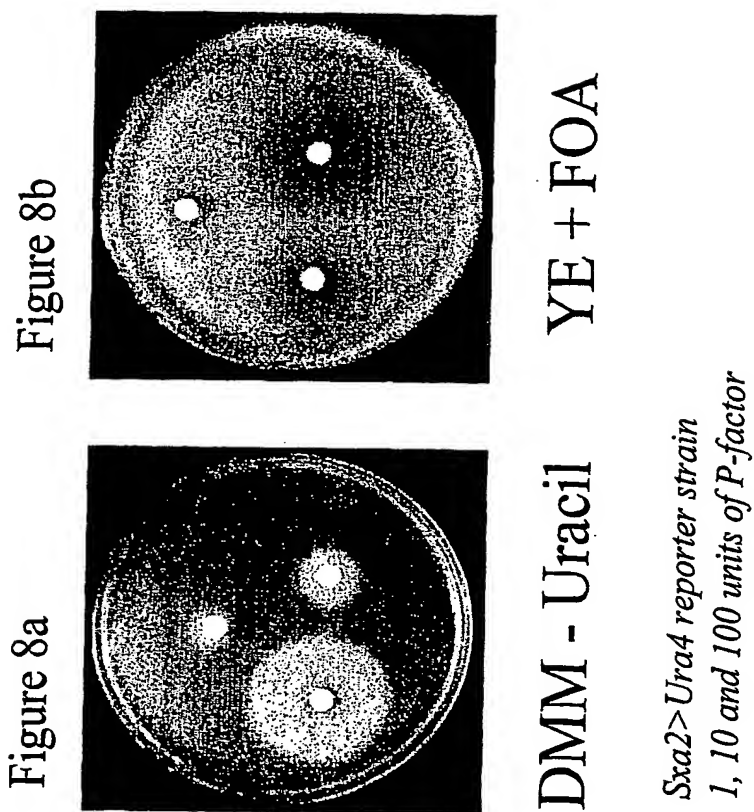 Figure 8a
Figure 8b
DMM - Uracil
YE + FOA
Sxa2>Ura4 reporter strain
1, 10 and 100 units of P-factor